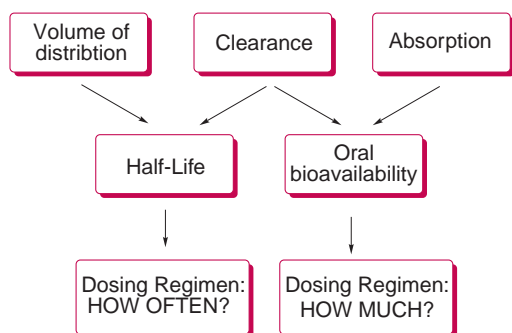 Volume of
distribtion
Clearance
Absorption
Half-Life
Oral
bioavailability
Dosing Regimen:
HOW OFTEN?
Dosing Regimen:
HOW MUCH?